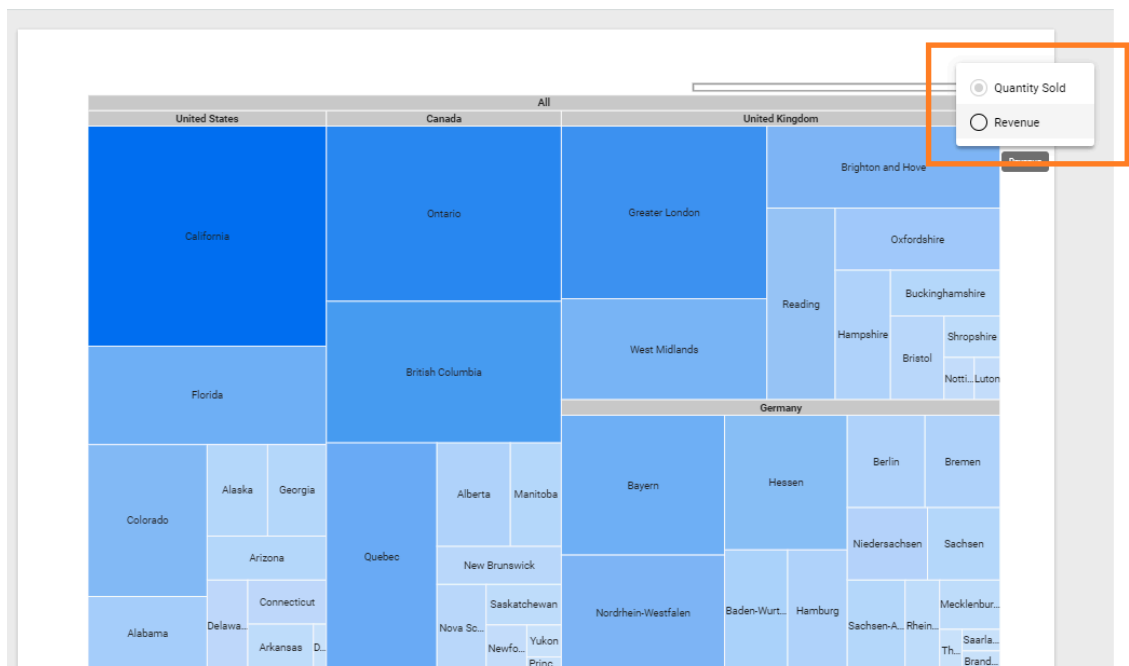 Quantity Sold
Revenue
All
United States
Canada
United Kingdom
California
Florida
Colorado
Alaska
Georgia
Arizona
Alabama
Delawa...
Connecticut
Arkansas
D...
Ontario
British Columbia
Quebec
Alberta
Manitoba
New Brunswick
Nova Sc...
Saskatchewan
Newfo...
Yukon
Princ...
Greater London
West Midlands
Brighton and Hove
Reading
Oxfordshire
Hampshire
Buckinghamshire
Bristol
Shropshire
Notti...
Luton
Germany
Bayern
Nordrhein-Westfalen
Hessen
Baden-Wurt...
Hamburg
Berlin
Bremen
Niedersachsen
Sachsen
Sachsen-A...
Rhein...
Mecklenbur...
Th...
Saarla...
Brand...